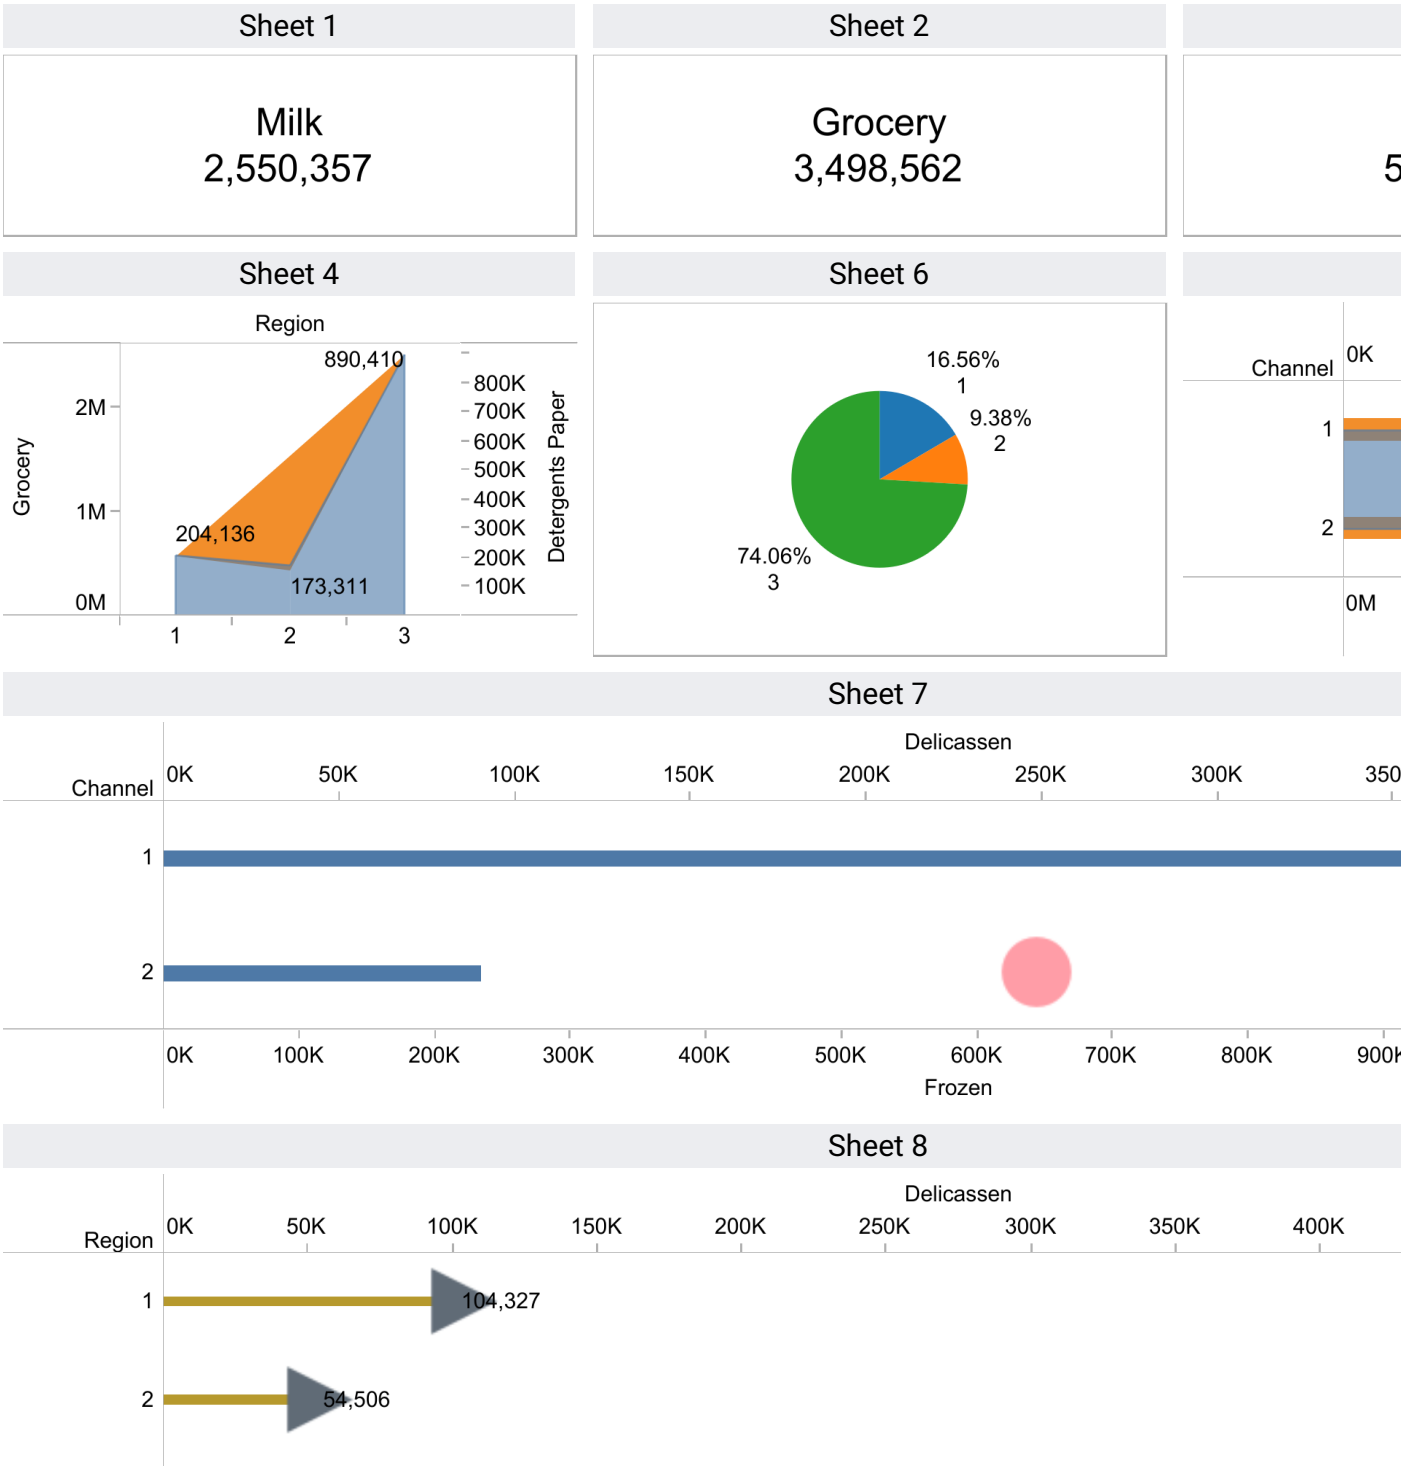 Sheet 1
Sheet 2
Milk
2,550,357
Grocery
3,498,562
5
Sheet 4
Sheet 6
Region
890,410
204,136
173,311
2M
1M
0M
Grocery
800K
700K
600K
500K
400K
300K
200K
100K
Detergents Paper
1 2 3
16.56%
1
9.38%
2
74.06%
3
Channel 0K
1
2
0M
Sheet 7
Delicassen
Channel 0K 50K 100K 150K 200K 250K 300K 350
1
2
0K 100K 200K 300K 400K 500K 600K 700K 800K 900K
Frozen
Sheet 8
Delicassen
Region 0K 50K 100K 150K 200K 250K 300K 350K 400K
1 104,327
2 54,506